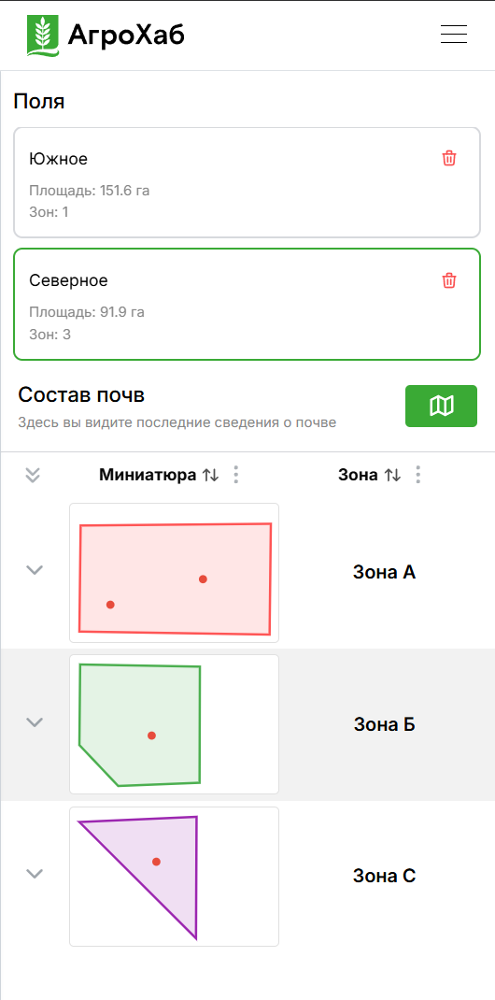 АгроХаб
Поля
Южное
Площадь: 151.6 га
Зон: 1
Северное
Площадь: 91.9 га
Зон: 3
Состав почв
Здесь вы видите последние сведения о почве
Миниатюра Зона
Зона А
Зона Б
Зона С